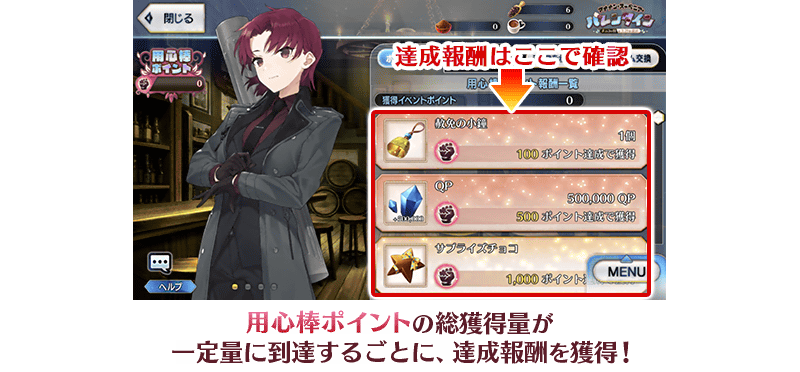 閉じる
6
0
0
バレンタイン
達成報酬はここで確認
交換
用心棒
ポイント
0
用心棒
報酬一覧
獲得イベントポイント 0
赦免の小鐘
1個
100 ポイント達成で獲得
QP
500,000 QP
500 ポイント達成で獲得
サプライズチョコ
1,000 ポイント
MENU
ヘルプ
用心棒ポイントの総獲得量が
一定量に到達するごとに、達成報酬を獲得!